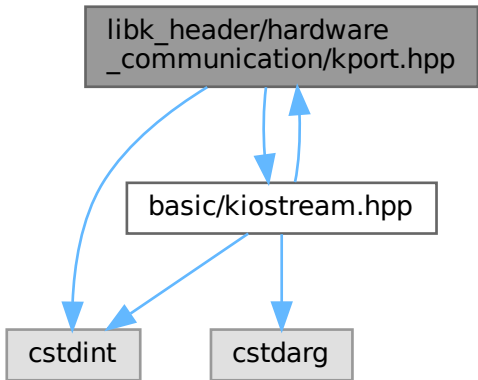 libk_header/hardware
_communication/kport.hpp
basic/kiostream.hpp
cstdint
cstdarg